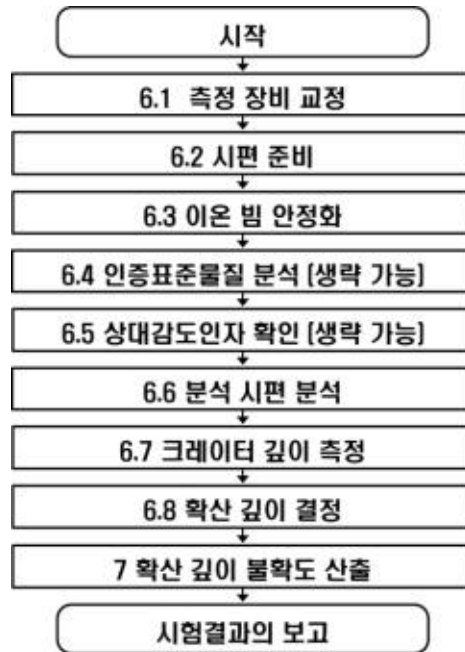 시작
6.1 측정 장비 교정
6.2 시편 준비
6.3 이온 빔 안정화
6.4 인증표준물질 분석 (생략 가능)
6.5 상대감도인자 확인 (생략 가능)
6.6 분석 시편 분석
6.7 크레이터 깊이 측정
6.8 확산 깊이 결정
7 확산 깊이 불확도 산출
시험결과의 보고